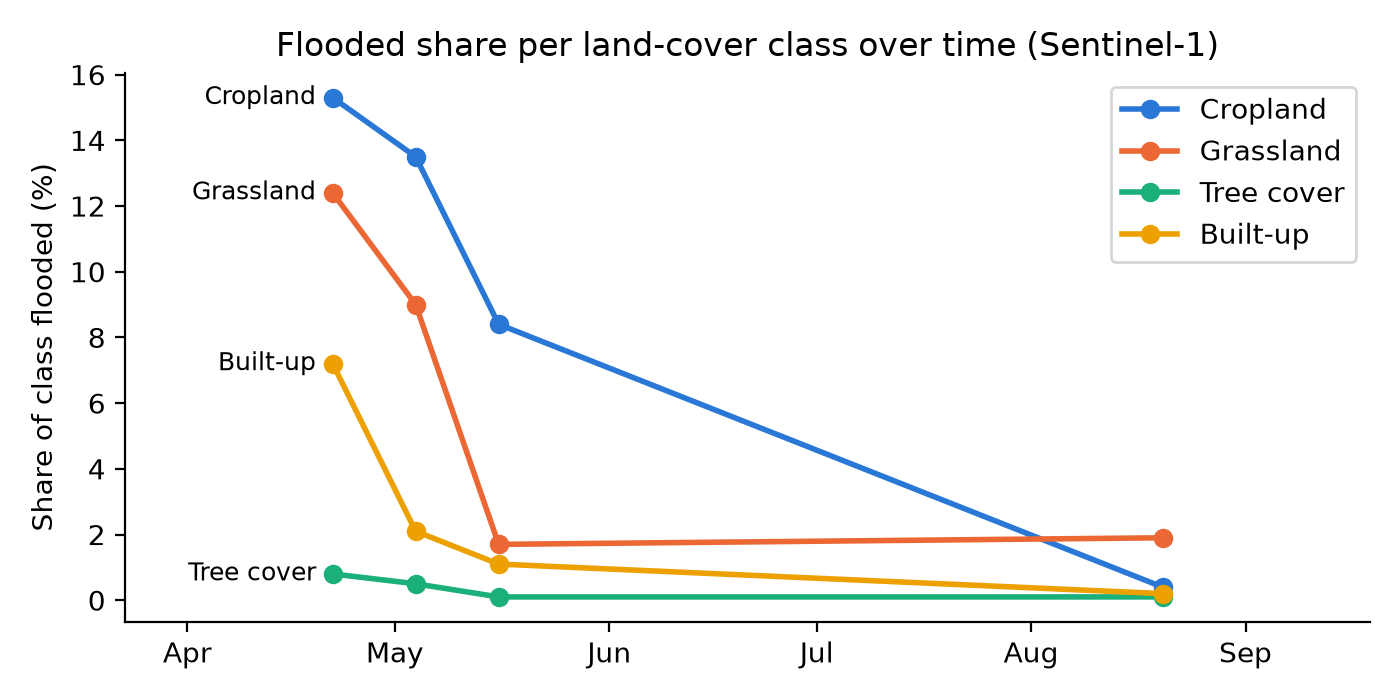 Flooded share per land-cover class over time (Sentinel-1)
Share of class flooded (%)
16
14
12
10
8
6
4
2
0
Cropland
Grassland
Built-up
Tree cover
Cropland
Grassland
Tree cover
Built-up
Apr May Jun Jul Aug Sep